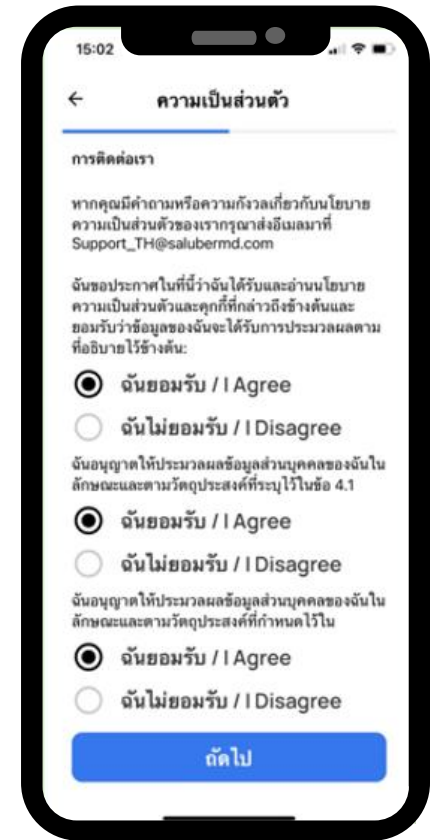 15:02
ความเป็นส่วนตัว
การติดต่อเรา
หากคุณมีคำถามหรือความกังวลเกี่ยวกับนโยบาย
ความเป็นส่วนตัวของเรากรุณาส่งอีเมลมาที่
Support_TH@salubermd.com
ฉันขอประกาศในที่นี้ว่าฉันได้รับและอ่านนโยบาย
ความเป็นส่วนตัวและคุกกี้ที่กล่าวถึงข้างต้นและ
ยอมรับว่าข้อมูลของฉันจะได้รับการประมวลผลตาม
ที่อธิบายไว้ข้างต้น:
ฉันยอมรับ / I Agree
ฉันไม่ยอมรับ / I Disagree
ฉันอนุญาตให้ประมวลผลข้อมูลส่วนบุคคลของฉันใน
ลักษณะและตามวัตถุประสงค์ที่ระบุไว้ในข้อ 4.1
ฉันยอมรับ / I Agree
ฉันไม่ยอมรับ / I Disagree
ฉันอนุญาตให้ประมวลผลข้อมูลส่วนบุคคลของฉันใน
ลักษณะและตามวัตถุประสงค์ที่กำหนดไว้ใน
ฉันยอมรับ / I Agree
ฉันไม่ยอมรับ / I Disagree
ถัดไป